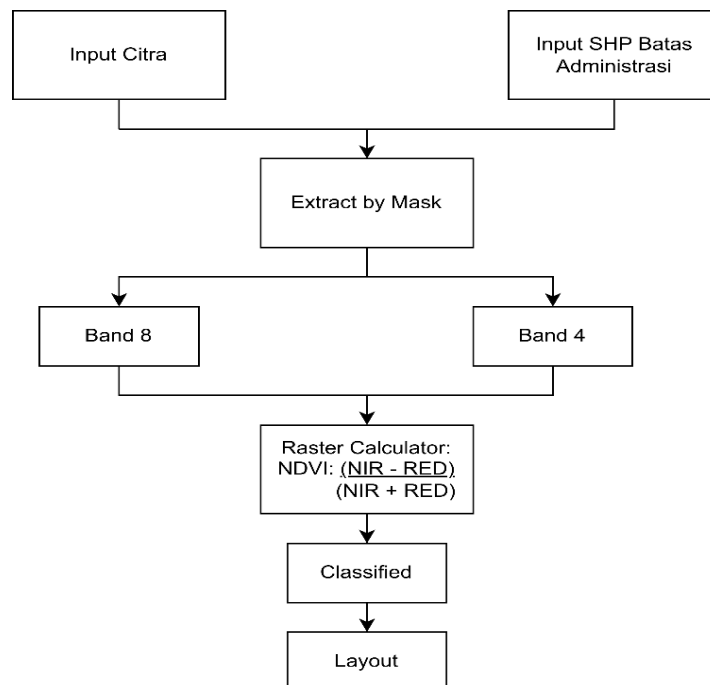 Input Citra
Input SHP Batas
Administrasi
Extract by Mask
Band 8
Band 4
Raster Calculator:
NDVI: (NIR - RED)
(NIR + RED)
Classified
Layout